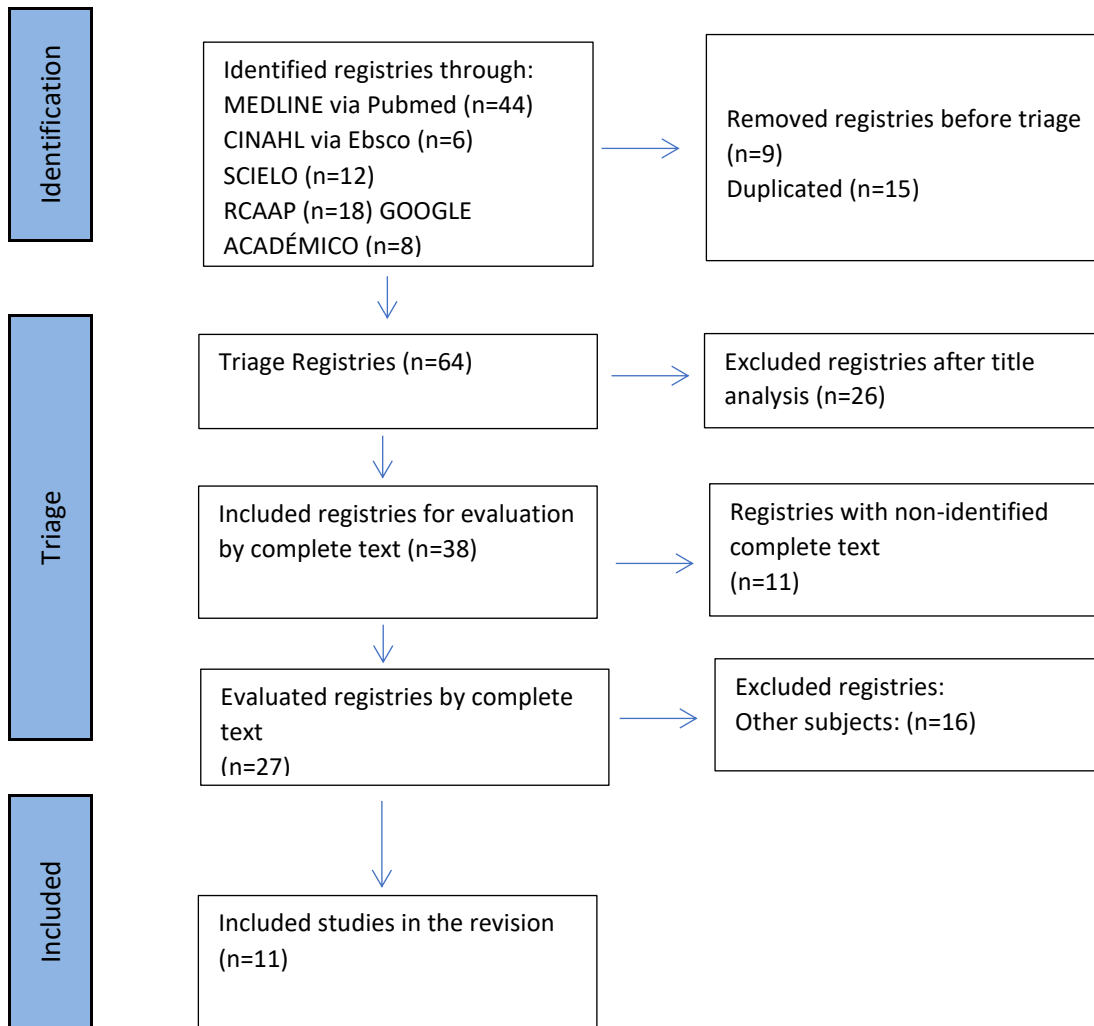 Identification
Identified registries through:
MEDLINE via Pubmed (n=44)
CINAHL via Ebsco (n=6)
SCIELO (n=12)
RCAAP (n=18) GOOGLE
ACADÉMICO (n=8)
Removed registries before triage
(n=9)
Duplicated (n=15)
Triage
Triage Registries (n=64)
Excluded registries after title
analysis (n=26)
Included registries for evaluation
by complete text (n=38)
Registries with non-identified
complete text
(n=11)
Evaluated registries by complete
text
(n=27)
Excluded registries:
Other subjects: (n=16)
Included
Included studies in the revision
(n=11)